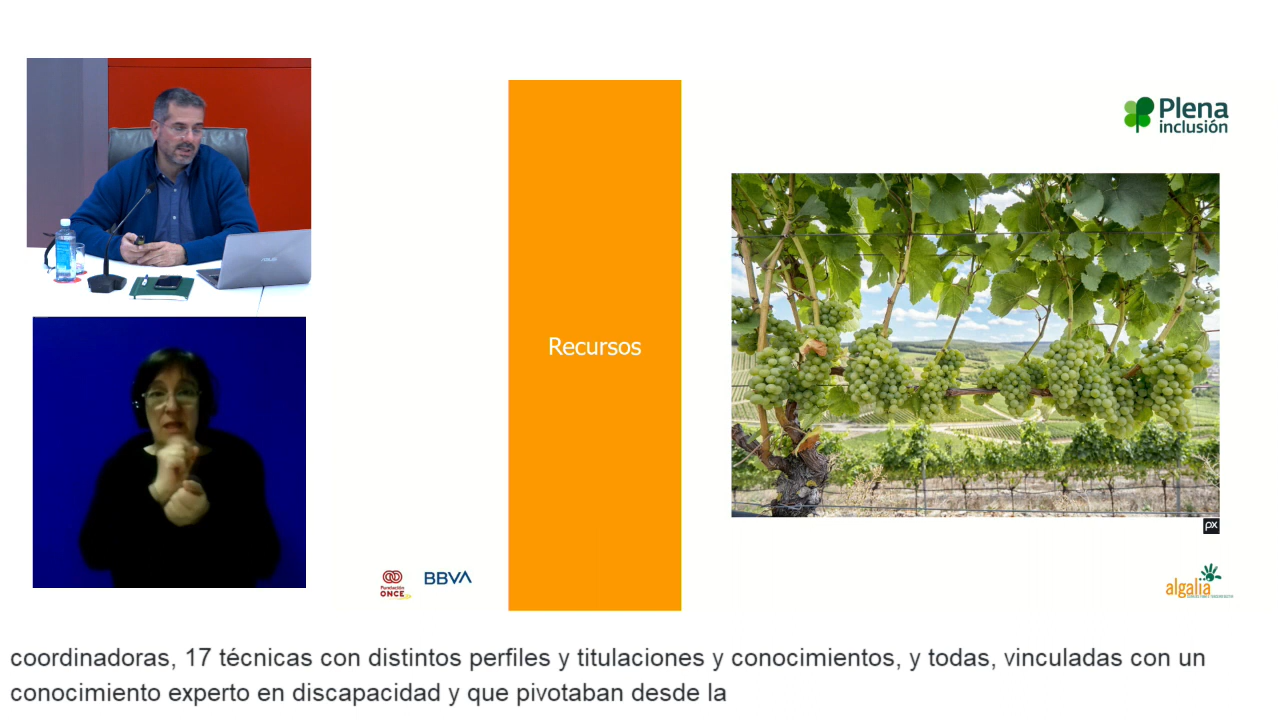 Plena
inclusión
ASUS
Recursos
px
Fundación
ONCE
BBVA
algalia
coordinadoras, 17 técnicas con distintos perfiles y titulaciones y conocimientos, y todas, vinculadas con un
conocimiento experto en discapacidad y que pivotaban desde la